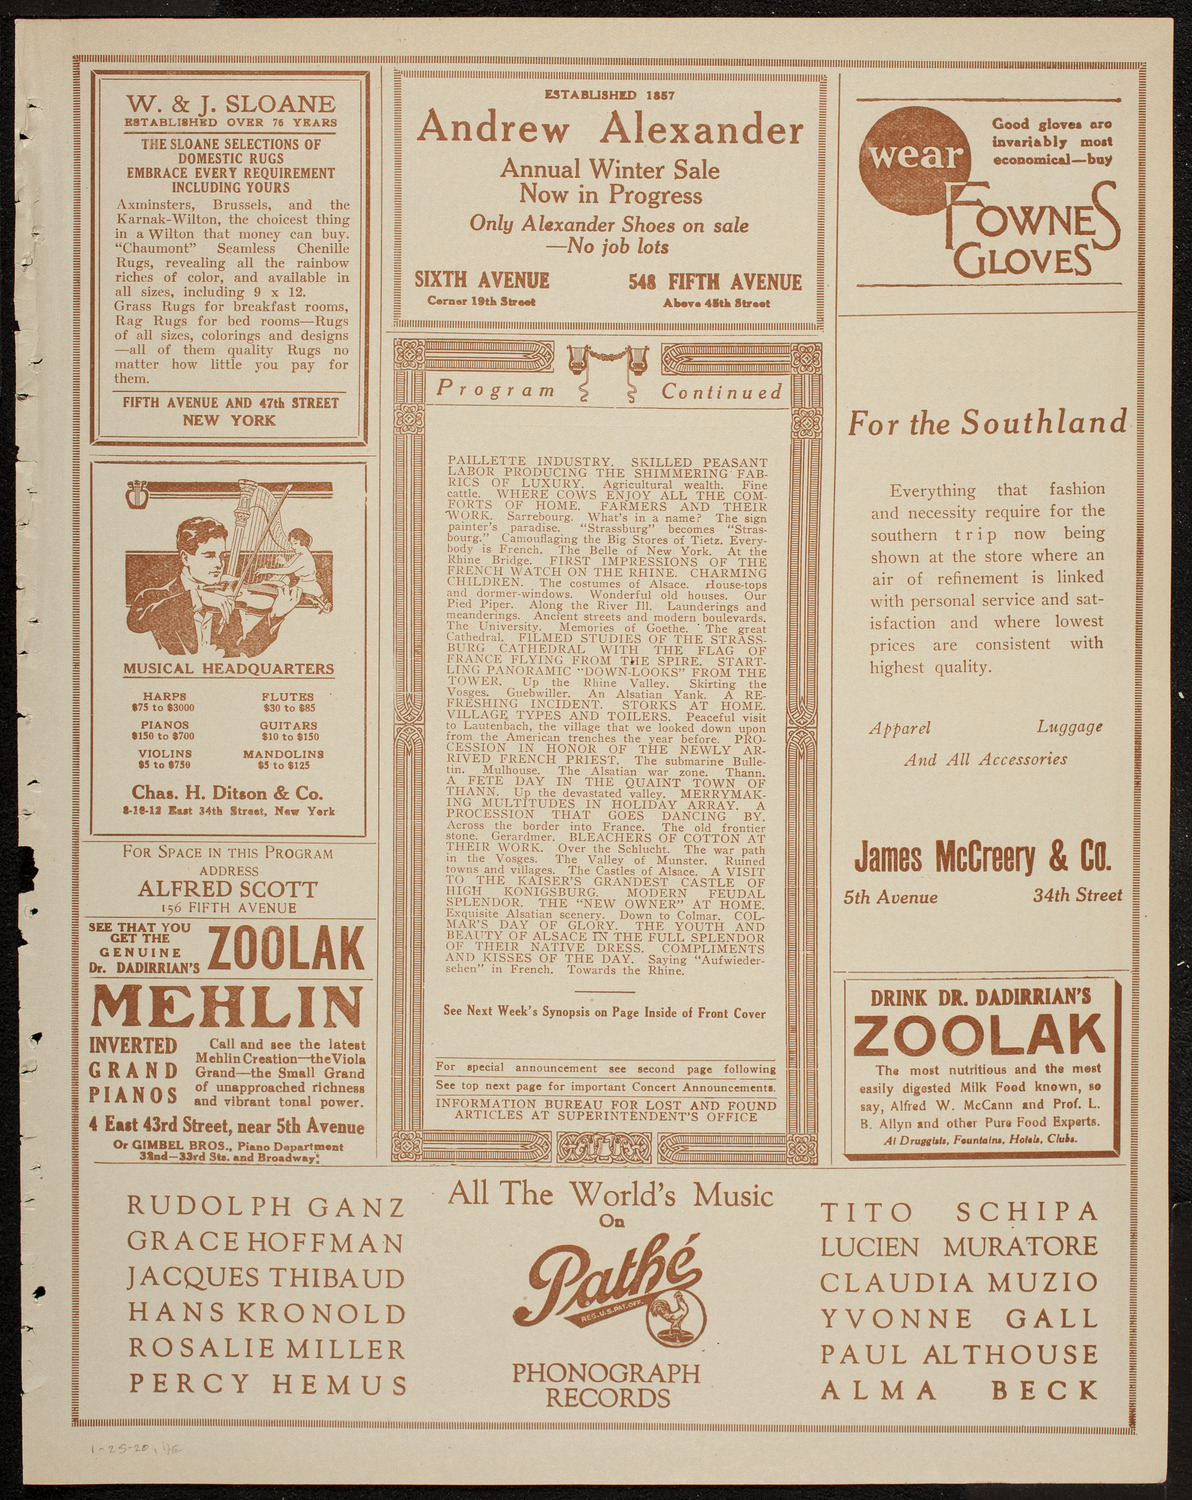 W. & J. SLOANE
ESTABLISHED OVER 76 YEARS
THE SLOANE SELECTIONS OF
DOMESTIC RUGS
EMBRACE EVERY REQUIREMENT
INCLUDING YOURS
Axminsters, Brussels, and the
Karnak-Wilton, the choicest thing
in a Wilton that money can buy.
"Chaumont" Seamless Chenille
Rugs, revealing all the rainbow
riches of color, and available in
all sizes, including 9 x 12.
Grass Rugs for breakfast rooms,
Rag Rugs for bed rooms—Rugs
of all sizes, colorings and designs
—all of them quality Rugs no
matter how little you pay for
them.
FIFTH AVENUE AND 47th STREET
NEW YORK
MUSICAL HEADQUARTERS
HARPS
$75 to $3000
FLUTES
$30 to $85
PIANOS
$150 to $700
GUITARS
$10 to $150
VIOLINS
$5 to $750
MANDOLINS
$5 to $125
Chas. H. Ditson & Co.
8-10-12 East 34th Street, New York
FOR SPACE IN THIS PROGRAM
ADDRESS
ALFRED SCOTT
156 FIFTH AVENUE
SEE THAT YOU
GET THE
GENUINE
Dr. DADIRRIAN'S
ZOOLAK
MEHLIN
INVERTED
GRAND
PIANOS
Call and see the latest
Mehlin Creation—the Viola
Grand—the Small Grand
of unapproached richness
and vibrant tonal power.
4 East 43rd Street, near 5th Avenue
Or GIMBEL BROS., Piano Department
32nd—33rd Sts. and Broadway.
ESTABLISHED 1857
Andrew Alexander
Annual Winter Sale
Now in Progress
Only Alexander Shoes on sale
—No job lots
SIXTH AVENUE
Corner 19th Street
548 FIFTH AVENUE
Above 45th Street
Program Continued
PAILLETTE INDUSTRY. SKILLED PEASANT
LABOR PRODUCING THE SHIMMERING FAB-
RICS OF LUXURY. Agricultural wealth. Fine
cattle. WHERE COWS ENJOY ALL THE COM-
FORTS OF HOME. FARMERS AND THEIR
WORK. Sarrebourg. What's in a name? The sign
painter's paradise. "Strassburg" becomes "Stras-
bourg." Camouflaging the Big Stores of Tietz. Every-
body is French. The Belle of New York. At the
Rhine Bridge. FIRST IMPRESSIONS OF THE
FRENCH WATCH ON THE RHINE. CHARMING
CHILDREN. The costumes of Alsace. House-tops
and dormer-windows. Wonderful old houses. Our
Pied Piper. Along the River Ill. Launderings and
meanderings. Ancient streets and modern boulevards.
The University. Memories of Goethe. The great
Cathedral. FILMED STUDIES OF THE STRASS-
BURG CATHEDRAL WITH THE FLAG OF
FRANCE FLYING FROM THE SPIRE. START-
LING PANORAMIC "DOWN-LOOKS" FROM THE
TOWER. Up the Rhine Valley. Skirting the
Vosges. Guebwiller. An Alsatian Yank. A RE-
FRESHING INCIDENT. STORKS AT HOME.
VILLAGE TYPES AND TOILERS. Peaceful visit
to Lautenbach, the village that we looked down upon
from the American trenches the year before. PRO-
CESSION IN HONOR OF THE NEWLY AR-
RIVED FRENCH PRIEST. The submarine Bulle-
tin. Mulhouse. The Alsatian war zone. Thann.
A FETE DAY IN THE QUAINT TOWN OF
THANN. Up the devastated valley. MERRYMAK-
ING MULTITUDES IN HOLIDAY ARRAY. A
PROCESSION THAT GOES DANCING BY.
Across the border into France. The old frontier
stone. Gerardmer. BLEACHERS OF COTTON AT
THEIR WORK. Over the Schlucht. The war path
in the Vosges. The Valley of Munster. Ruined
towns and villages. The Castles of Alsace. A VISIT
TO THE KAISER'S GRANDEST CASTLE OF
HIGH KONIGSBURG. MODERN FEUDAL
SPLENDOR. THE "NEW OWNER" AT HOME.
Exquisite Alsatian scenery. Down to Colmar. COL-
MAR'S DAY OF GLORY. THE YOUTH AND
BEAUTY OF ALSACE IN THE FULL SPLENDOR
OF THEIR NATIVE DRESS. COMPLIMENTS
AND KISSES OF THE DAY. Saying "Aufwieder-
sehen" in French. Towards the Rhine.
See Next Week's Synopsis on Page Inside of Front Cover
For special announcement see second page following
See top next page for important Concert Announcements.
INFORMATION BUREAU FOR LOST AND FOUND
ARTICLES AT SUPERINTENDENT'S OFFICE
wear
Good gloves are
invariably most
economical—buy
FOWNES
GLOVES
For the Southland
Everything that fashion
and necessity require for the
southern trip now being
shown at the store where an
air of refinement is linked
with personal service and sat-
isfaction and where lowest
prices are consistent with
highest quality.
Apparel Luggage
And All Accessories
James McCreery & Co.
5th Avenue 34th Street
DRINK DR. DADIRRIAN'S
ZOOLAK
The most nutritious and the most
easily digested Milk Food known, so
say, Alfred W. McCann and Prof. L.
B. Allyn and other Pure Food Experts.
At Druggists, Fountains, Hotels, Clubs.
RUDOLPH GANZ
GRACE HOFFMAN
JACQUES THIBAUD
HANS KRONOLD
ROSALIE MILLER
PERCY HEMUS
All The World's Music
On
Pathé
REG. U.S. PAT. OFF.
PHONOGRAPH
RECORDS
TITO SCHIPA
LUCIEN MURATORE
CLAUDIA MUZIO
YVONNE GALL
PAUL ALTHOUSE
ALMA BECK
1-25-20